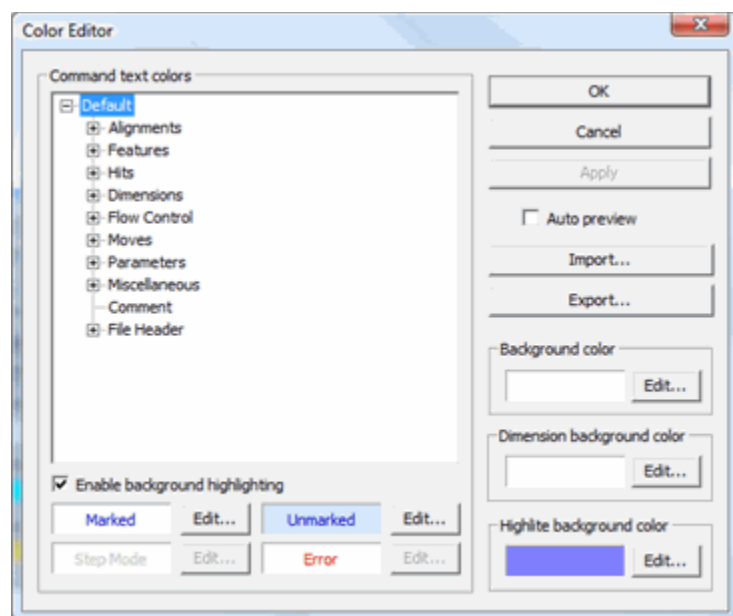 Color Editor
Command text colors
Default
Alignments
Features
Hits
Dimensions
Flow Control
Moves
Parameters
Miscellaneous
Comment
File Header
Enable background highlighting
Marked Edit... Unmarked Edit...
Step Mode Edit... Error Edit...
OK
Cancel
Apply
Auto preview
Import...
Export...
Background color
Edit...
Dimension background color
Edit...
Highlite background color
Edit...